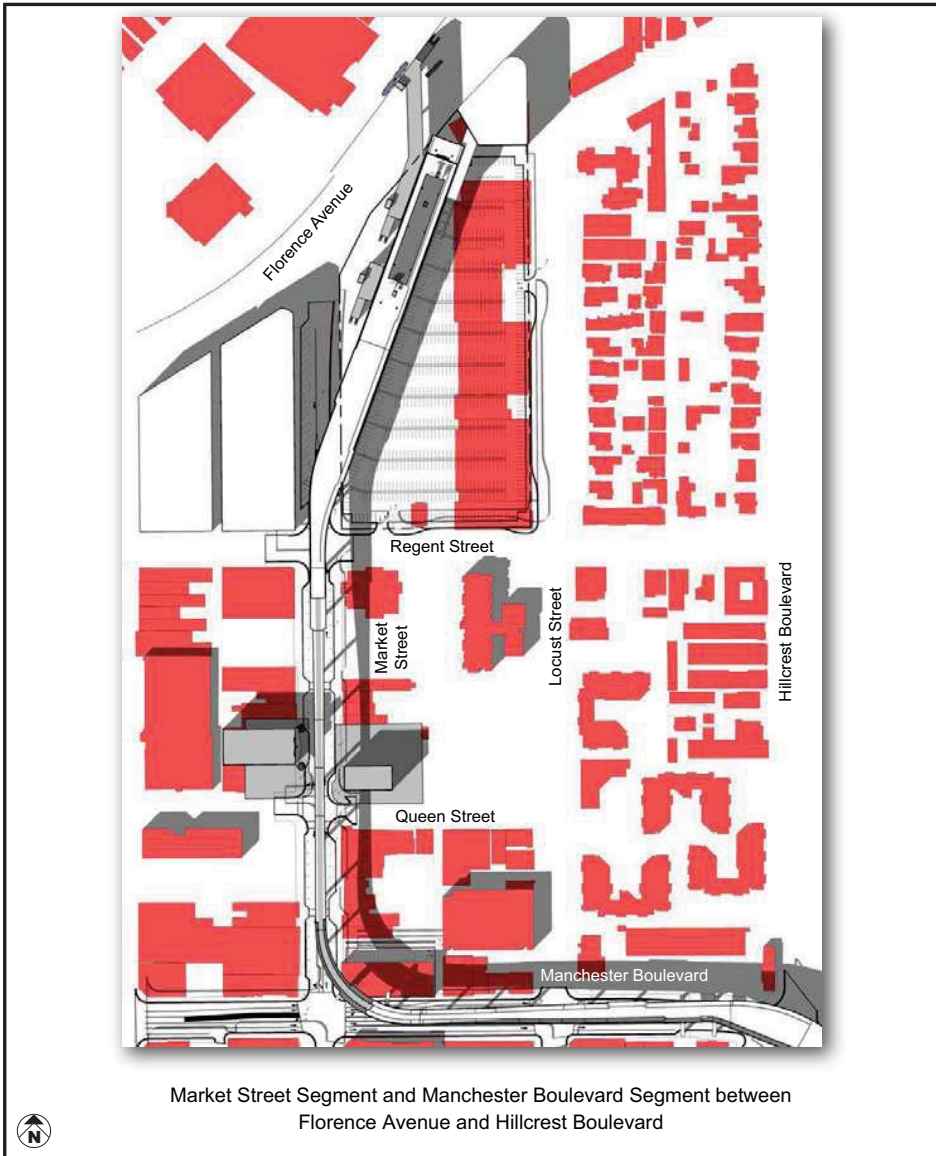 Florence Avenue
Regent Street
Market
Street
Locust Street
Hillcrest Boulevard
Queen Street
Manchester Boulevard
Market Street Segment and Manchester Boulevard Segment between
Florence Avenue and Hillcrest Boulevard
N